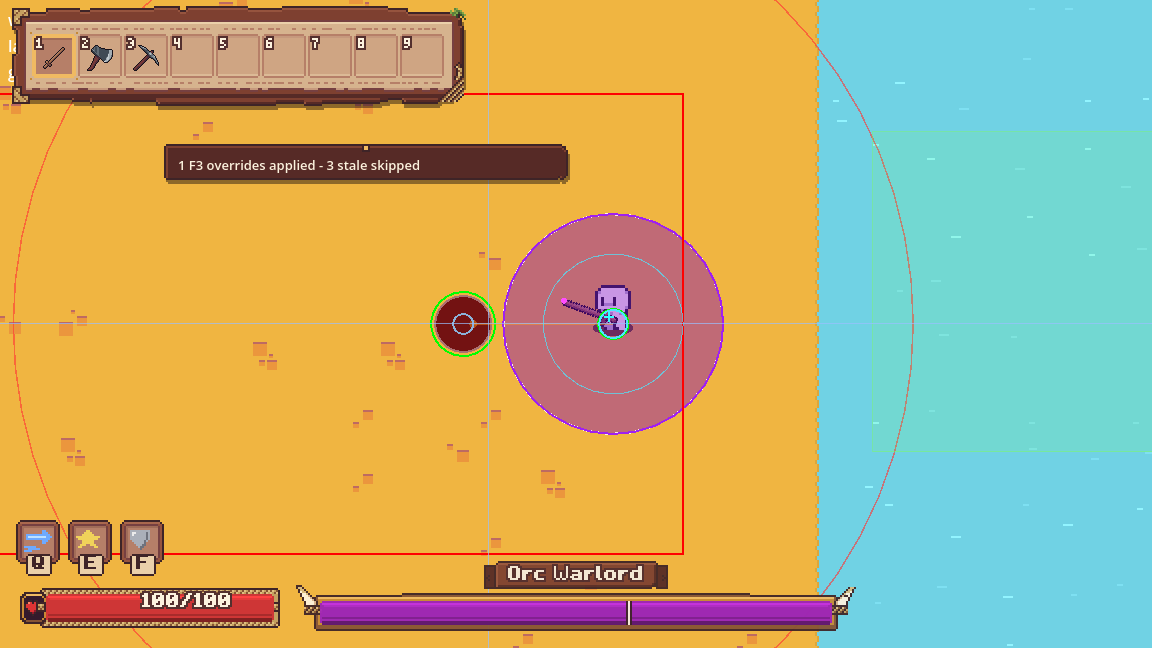 1 2 3 4 5 6 7 8 9
1 F3 overrides applied - 3 stale skipped
Q E F
Orc Warlord
100/100